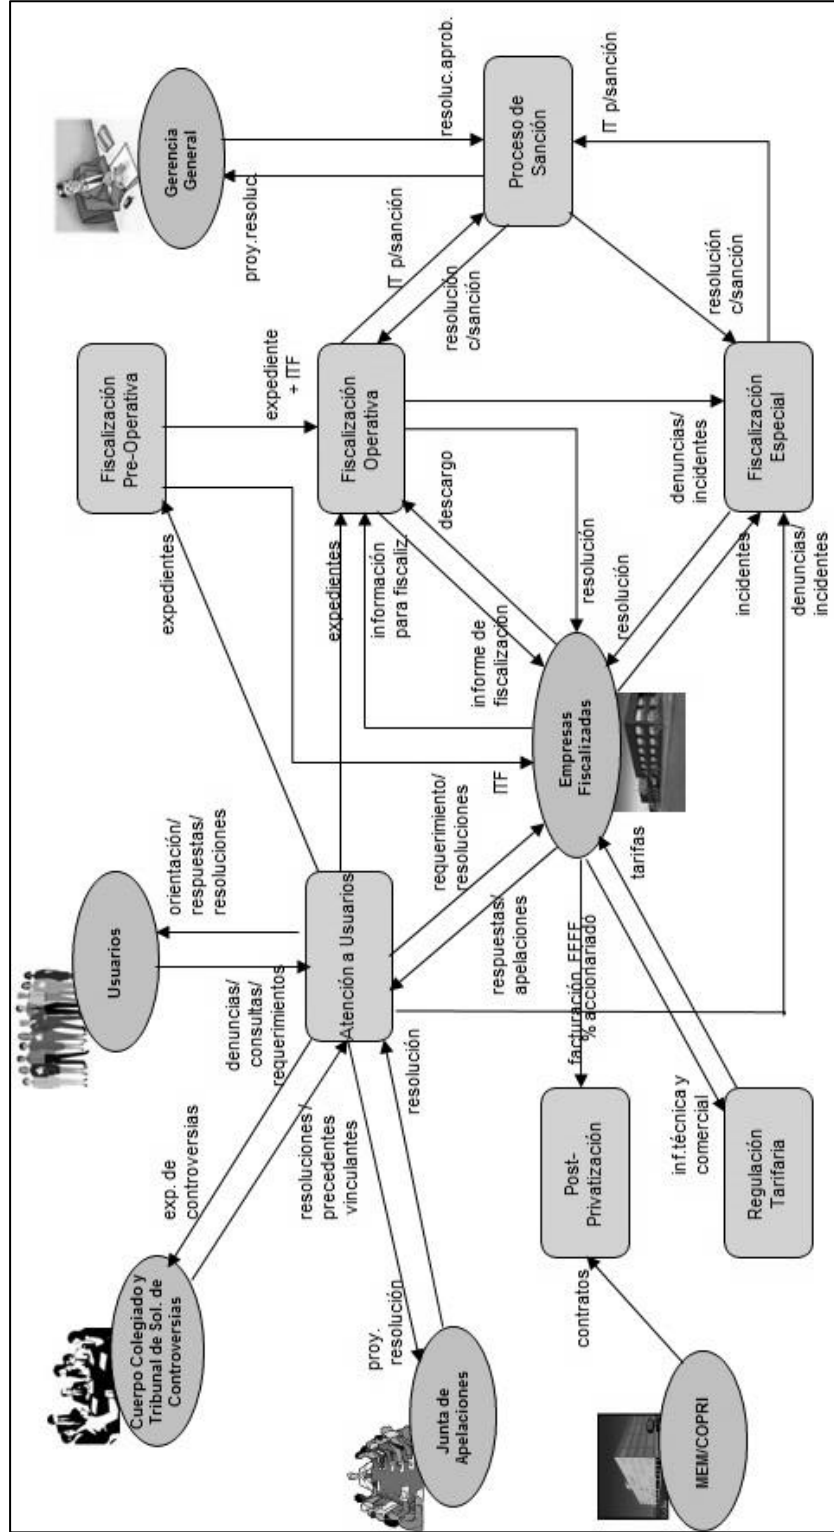 Cuerpo Colegiado y
Tribunal de Sol. de
Controversias
Usuarios
Fiscalización
Pre-Operativa
Gerencia
General
exp. de
controversias
denuncias/
consultas/
requerimientos
orientación/
respuestas/
resoluciones
expedientes
proy.resoluc.
resoluc.aprob.
resoluciones /
precedentes
vinculantes
expediente
+ ITF
Atención a Usuarios
expedientes
Fiscalización
Operativa
IT p/sanción
proy.
resolución
resolución
información
para fiscaliz.
resolución
c/sanción
Junta de
Apelaciones
requerimiento/
resoluciones
informe de
fiscalización
descargo
Proceso de
Sanción
respuestas/
apelaciones
ITF
Empresas
Fiscalizadas
resolución
facturación EEFF
% accionariado
Post-
Privatización
contratos
resolución
IT p/sanción
tarifas
denuncias/
incidentes
resolución
c/sanción
MEM/COPRI
inf.técnica y
comercial
incidentes
Regulación
Tarifaria
Fiscalización
Especial
denuncias/
incidentes